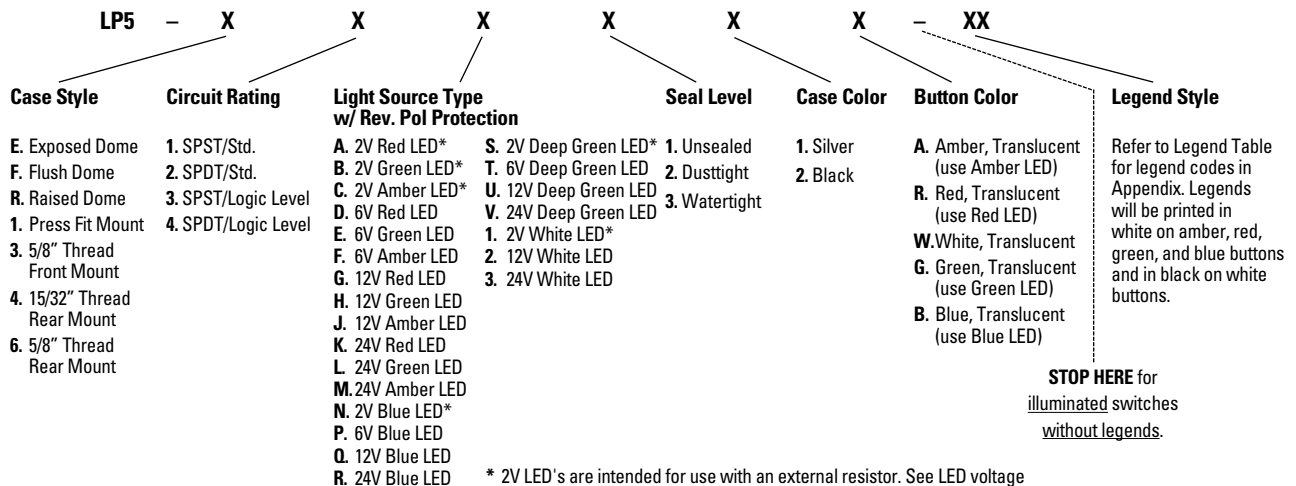 LP5 – X X X X X X – XX
Case Style
E. Exposed Dome
F. Flush Dome
R. Raised Dome
1. Press Fit Mount
3. 5/8″ Thread
Front Mount
4. 15/32″ Thread
Rear Mount
6. 5/8″ Thread
Rear Mount
Circuit Rating
1. SPST/Std.
2. SPDT/Std.
3. SPST/Logic Level
4. SPDT/Logic Level
Light Source Type
w/ Rev. Pol Protection
A. 2V Red LED*
B. 2V Green LED*
C. 2V Amber LED*
D. 6V Red LED
E. 6V Green LED
F. 6V Amber LED
G. 12V Red LED
H. 12V Green LED
J. 12V Amber LED
K. 24V Red LED
L. 24V Green LED
M. 24V Amber LED
N. 2V Blue LED*
P. 6V Blue LED
Q. 12V Blue LED
R. 24V Blue LED
S. 2V Deep Green LED*
T. 6V Deep Green LED
U. 12V Deep Green LED
V. 24V Deep Green LED
1. 2V White LED*
2. 12V White LED
3. 24V White LED
Seal Level
1. Unsealed
2. Dusttight
3. Watertight
Case Color
1. Silver
2. Black
Button Color
A. Amber, Translucent
(use Amber LED)
R. Red, Translucent
(use Red LED)
W. White, Translucent
G. Green, Translucent
(use Green LED)
B. Blue, Translucent
(use Blue LED)
Legend Style
Refer to Legend Table
for legend codes in
Appendix. Legends
will be printed in
white on amber, red,
green, and blue buttons
and in black on white
buttons.
STOP HERE for
illuminated switches
without legends.
* 2V LED's are intended for use with an external resistor. See LED voltage